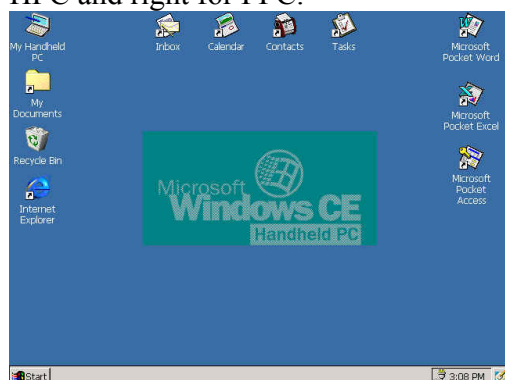 HPC and right for PPC.
My Handheld
PC
Inbox
Calendar
Contacts
Tasks
Microsoft
Pocket Word
My
Documents
Microsoft
Pocket Excel
Recycle Bin
Microsoft
Pocket
Access
Internet
Explorer
Microsoft
Windows CE
Handheld PC
Start
3:08 PM